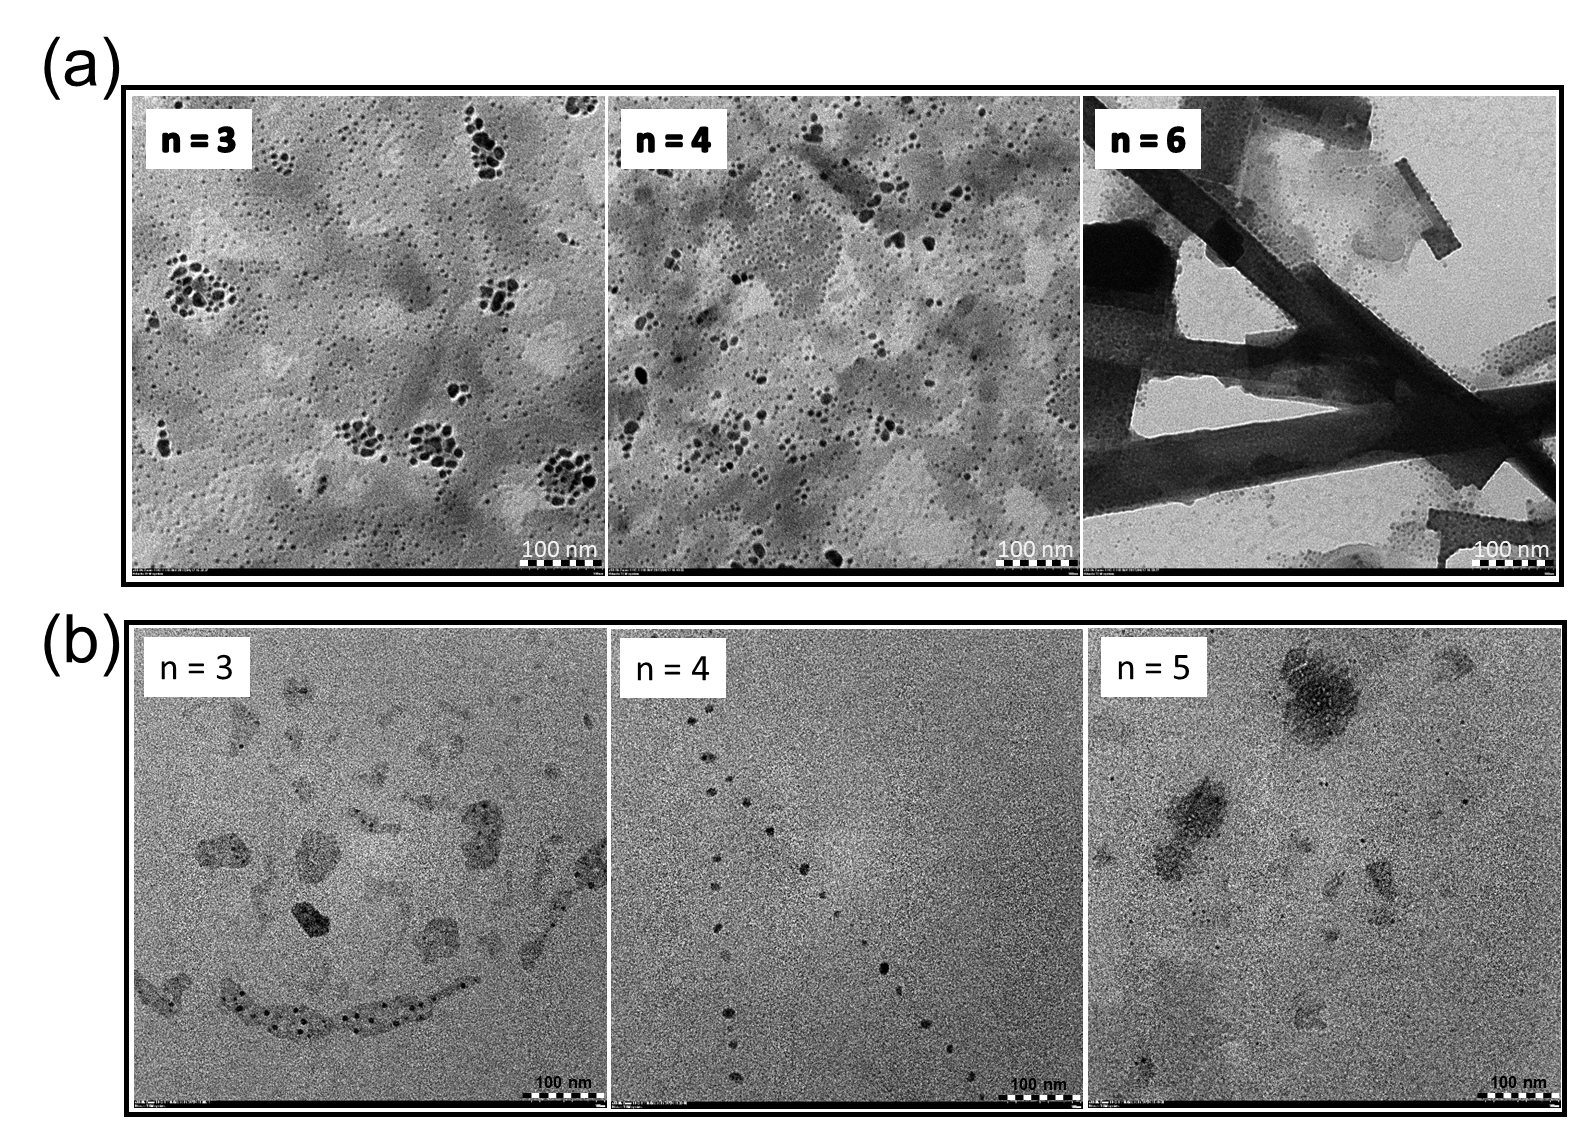 (a)
n = 3
n = 4
n = 6
100 nm
100 nm
100 nm
(b)
n = 3
n = 4
n = 5
100 nm
100 nm
100 nm